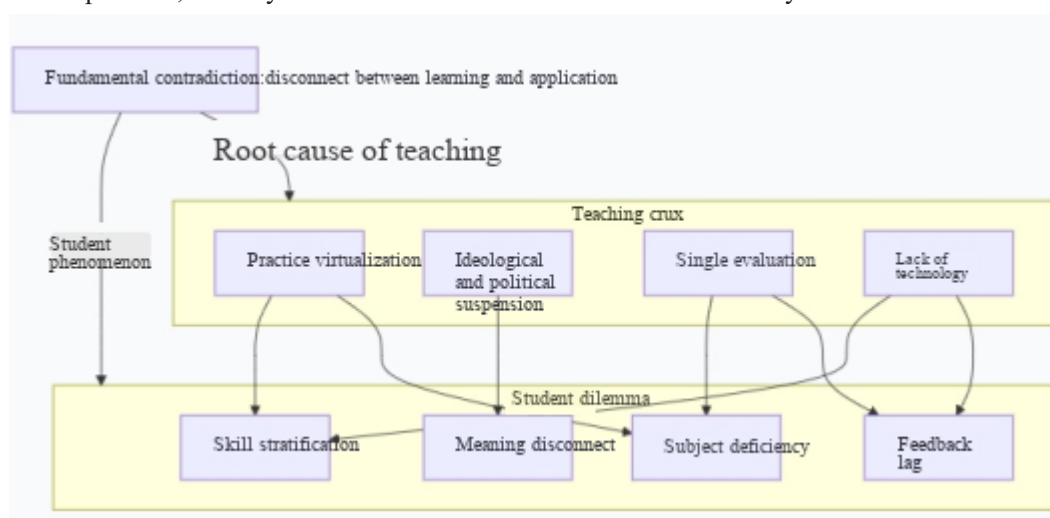 Fundamental contradiction:disconnect between learning and application
Root cause of teaching
Student
phenomenon
Teaching crux
Practice virtualization
Ideological
and political
suspension
Single evaluation
Lack of
technology
Student dilemma
Skill stratification
Meaning disconnect
Subject deficiency
Feedback
lag